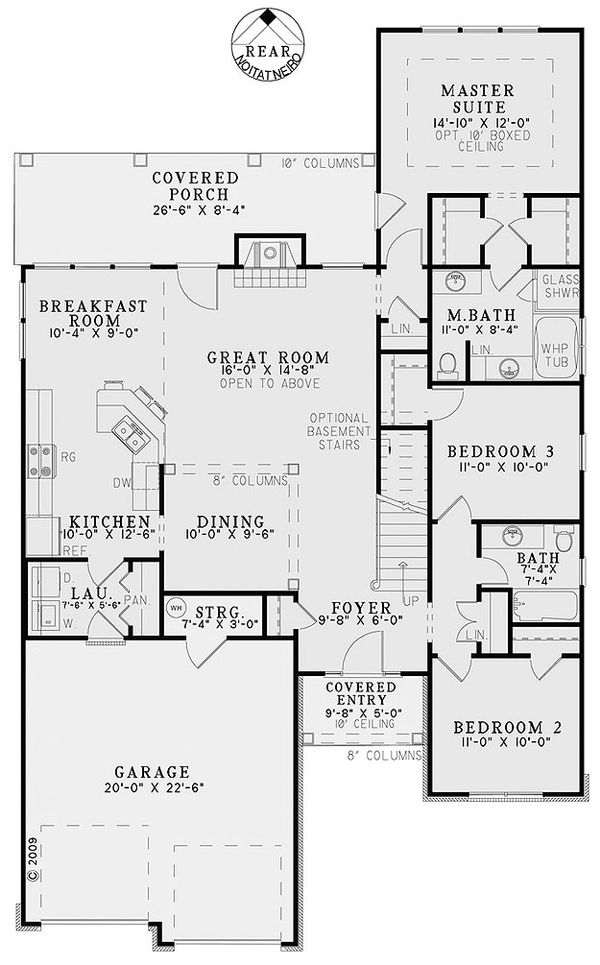 REAR
NOITATNEIRO
MASTER
SUITE
14'-10" X 12'-0"
OPT. 10' BOXED
CEILING
10" COLUMNS
COVERED
PORCH
26'-6" X 8'-4"
GLASS
SHWR
BREAKFAST
ROOM
10'-4" X 9'-0"
M.BATH
11'-0" X 8'-4"
LIN.
WHP
TUB
LIN.
GREAT ROOM
16'-0" X 14'-8"
OPEN TO ABOVE
OPTIONAL
BASEMENT
STAIRS
RG
BEDROOM 3
11'-0" X 10'-0"
DW
8" COLUMNS
KITCHEN
10'-0" X 12'-6"
REF.
DINING
10'-0" X 9'-6"
BATH
7'-4" X
7'-4"
D.
LAU.
7'-6" X 5'-6"
W.
PAN.
WH
STRG.
7'-4" X 3'-0"
FOYER
9'-8" X 6'-0"
UP
LIN.
COVERED
ENTRY
9'-8" X 5'-0"
10' CEILING
8" COLUMNS
BEDROOM 2
11'-0" X 10'-0"
GARAGE
20'-0" X 22'-6"
© 2009